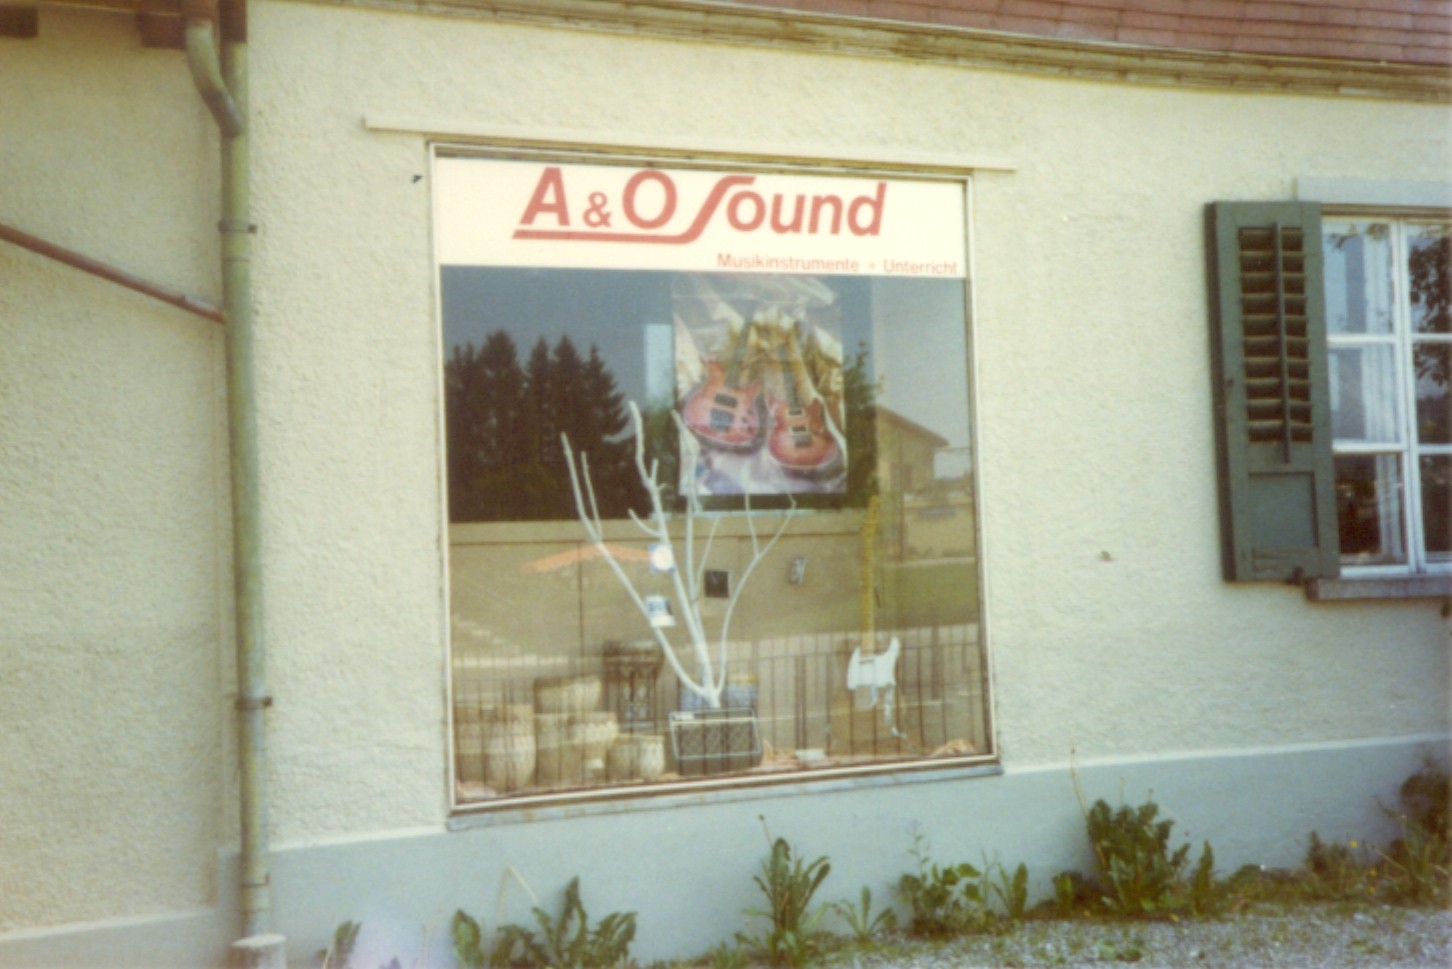 A & O Sound
Musikinstrumente + Unterricht